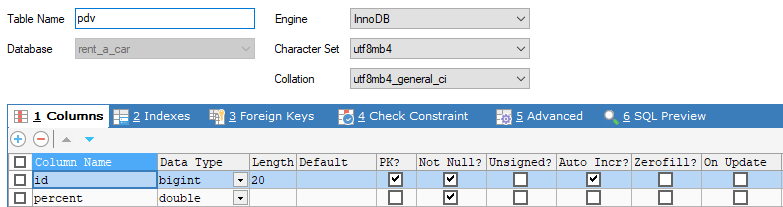 Table Name pdv Engine InnoDB
Database rent_a_car Character Set utf8mb4
Collation utf8mb4_general_ci
1 Columns 2 Indexes 3 Foreign Keys 4 Check Constraint 5 Advanced 6 SQL Preview
Column Name Data Type Length Default PK? Not Null? Unsigned? Auto Incr? Zerofill? On Update
id bigint 20
percent double